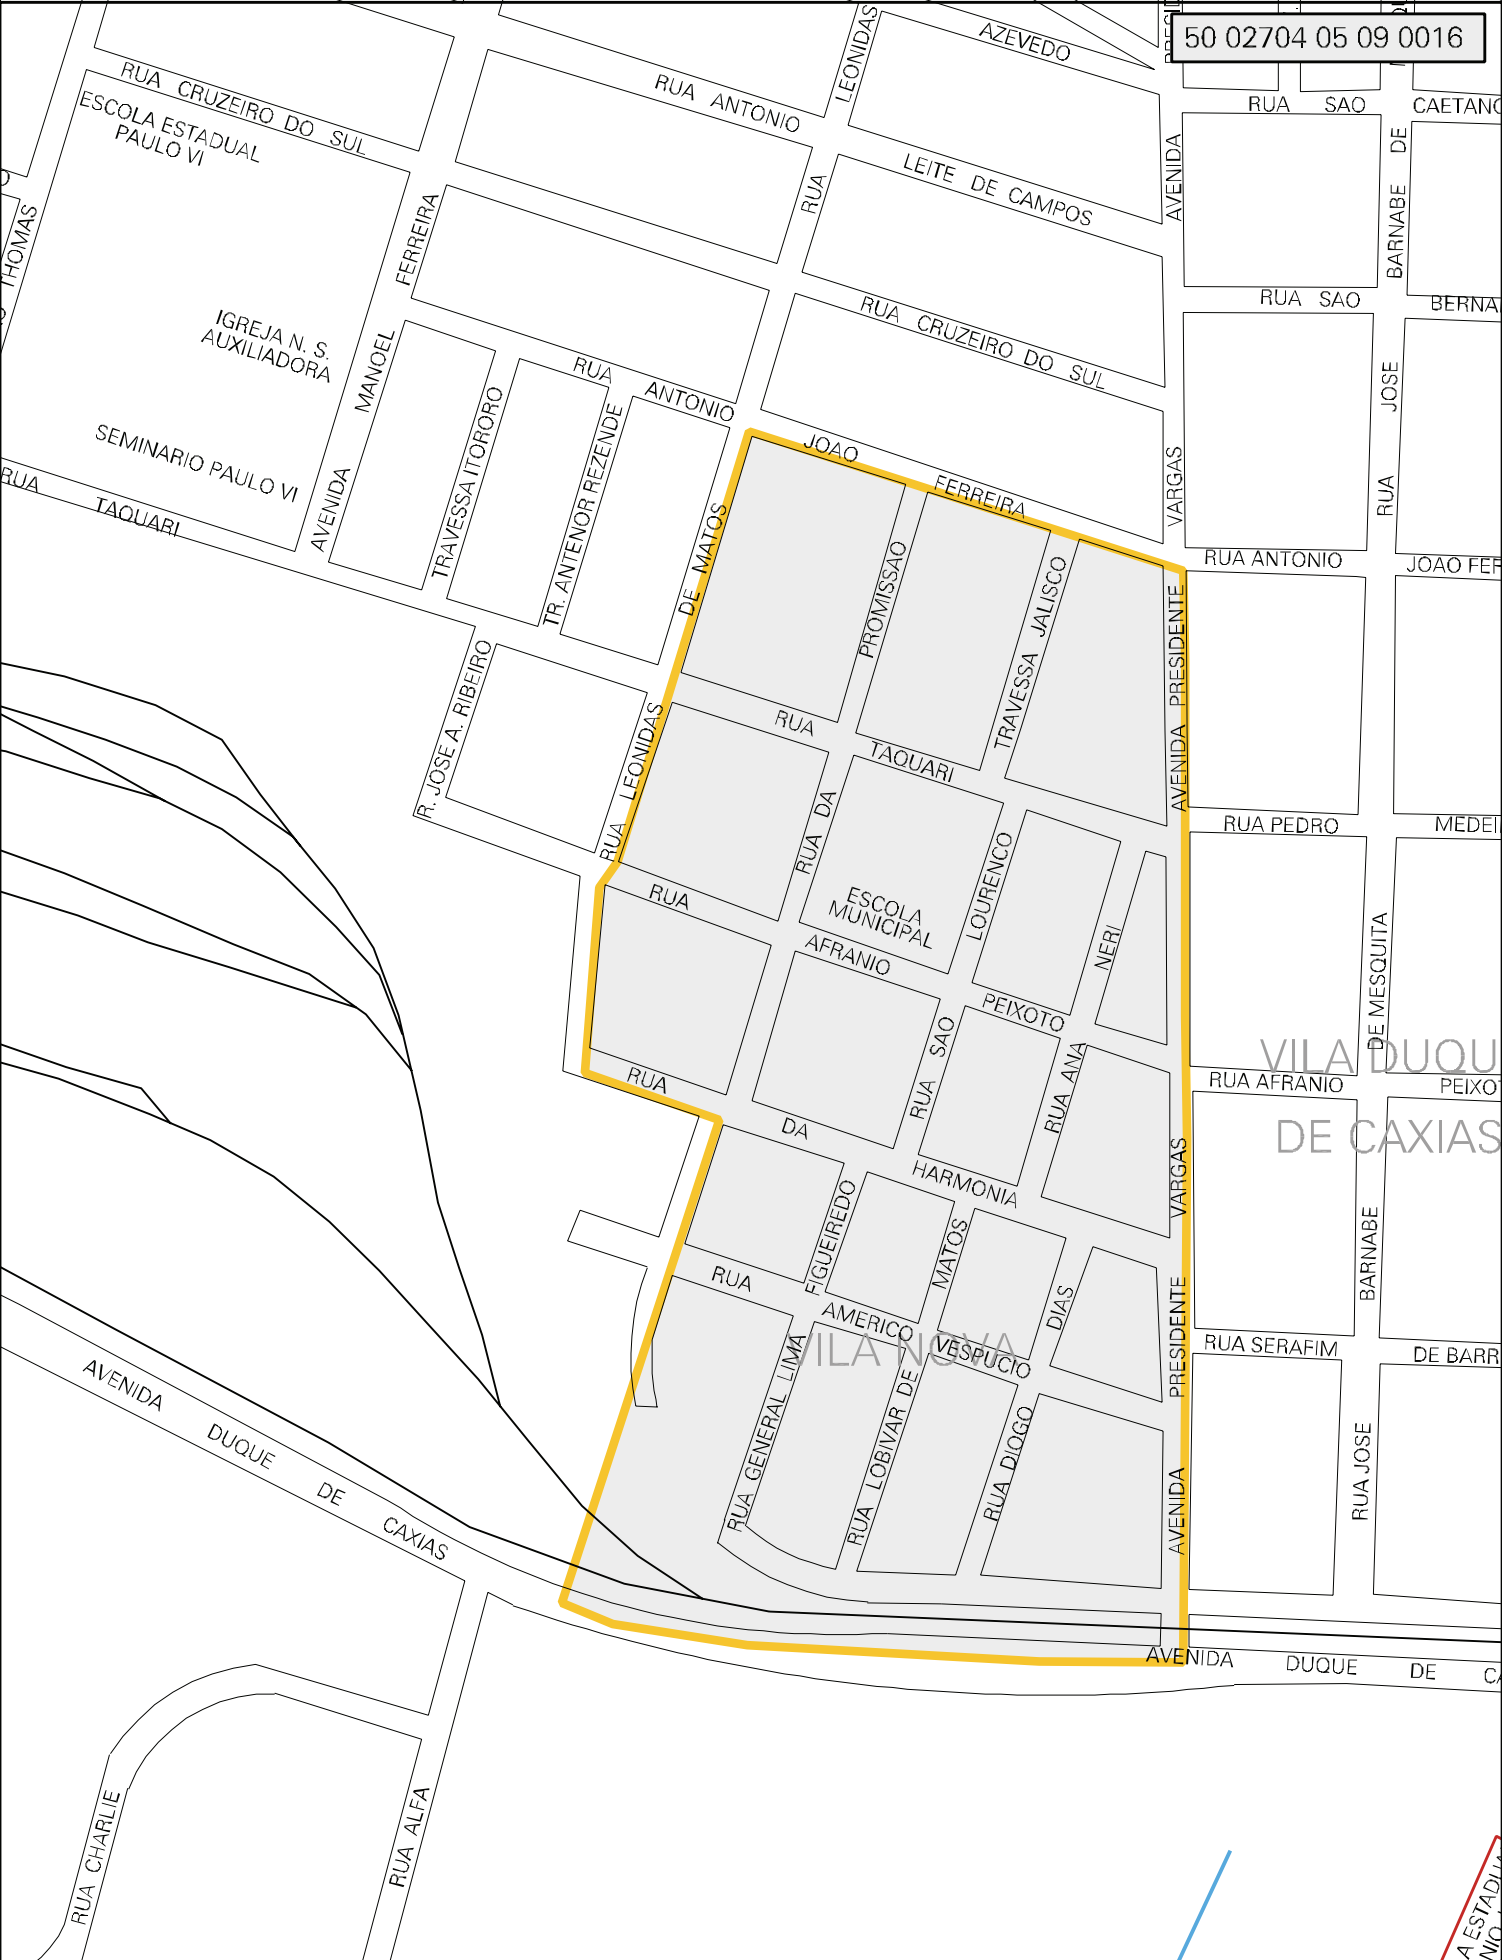 50 02704 05 09 0016
AZEVEDO
LEONIDAS
RUA ANTONIO
RUA SAO CAETANO
RUA CRUZEIRO DO SUL
ESCOLA ESTADUAL
PAULO VI
LEITE DE CAMPOS
AVENIDA
BARNABE DE
RUA
FERREIRA
THOMAS
RUA SAO
RUA CRUZEIRO DO SUL
IGREJA N. S.
AUXILIADORA
MANOEL
RUA ANTONIO
JOSE
TRAVESSA ITORORO
TR. ANTENOR REZENDE
SEMINARIO PAULO VI
JOAO
FERREIRA
VARGAS
RUA
RUA
TAQUARI
AVENIDA
DE MATOS
PROMISSAO
TRAVESSA JALISCO
RUA ANTONIO
AVENIDA PRESIDENTE
R. JOSE A. RIBEIRO
RUA LEONIDAS
RUA
TAQUARI
RUA DA
RUA PEDRO
LOURENCO
RUA
ESCOLA
MUNICIPAL
AFRANIO
NERI
DE MESQUITA
PEIXOTO
RUA SAO
RUA ANA
VILA DUQU
RUA
RUA AFRANIO
DA
DE CAXIAS
HARMONIA
VARGAS
FIGUEIREDO
MATOS
BARNABE
RUA
AMERICO
VESPUCIO
DIAS
PRESIDENTE
VILA NOVA
RUA SERAFIM
DE BARR
AVENIDA DUQUE DE CAXIAS
RUA GENERAL LIMA
RUA LOBIVAR DE
RUA DIOGO
AVENIDA
RUA JOSE
AVENIDA DUQUE DE
RUA CHARLIE
RUA ALFA